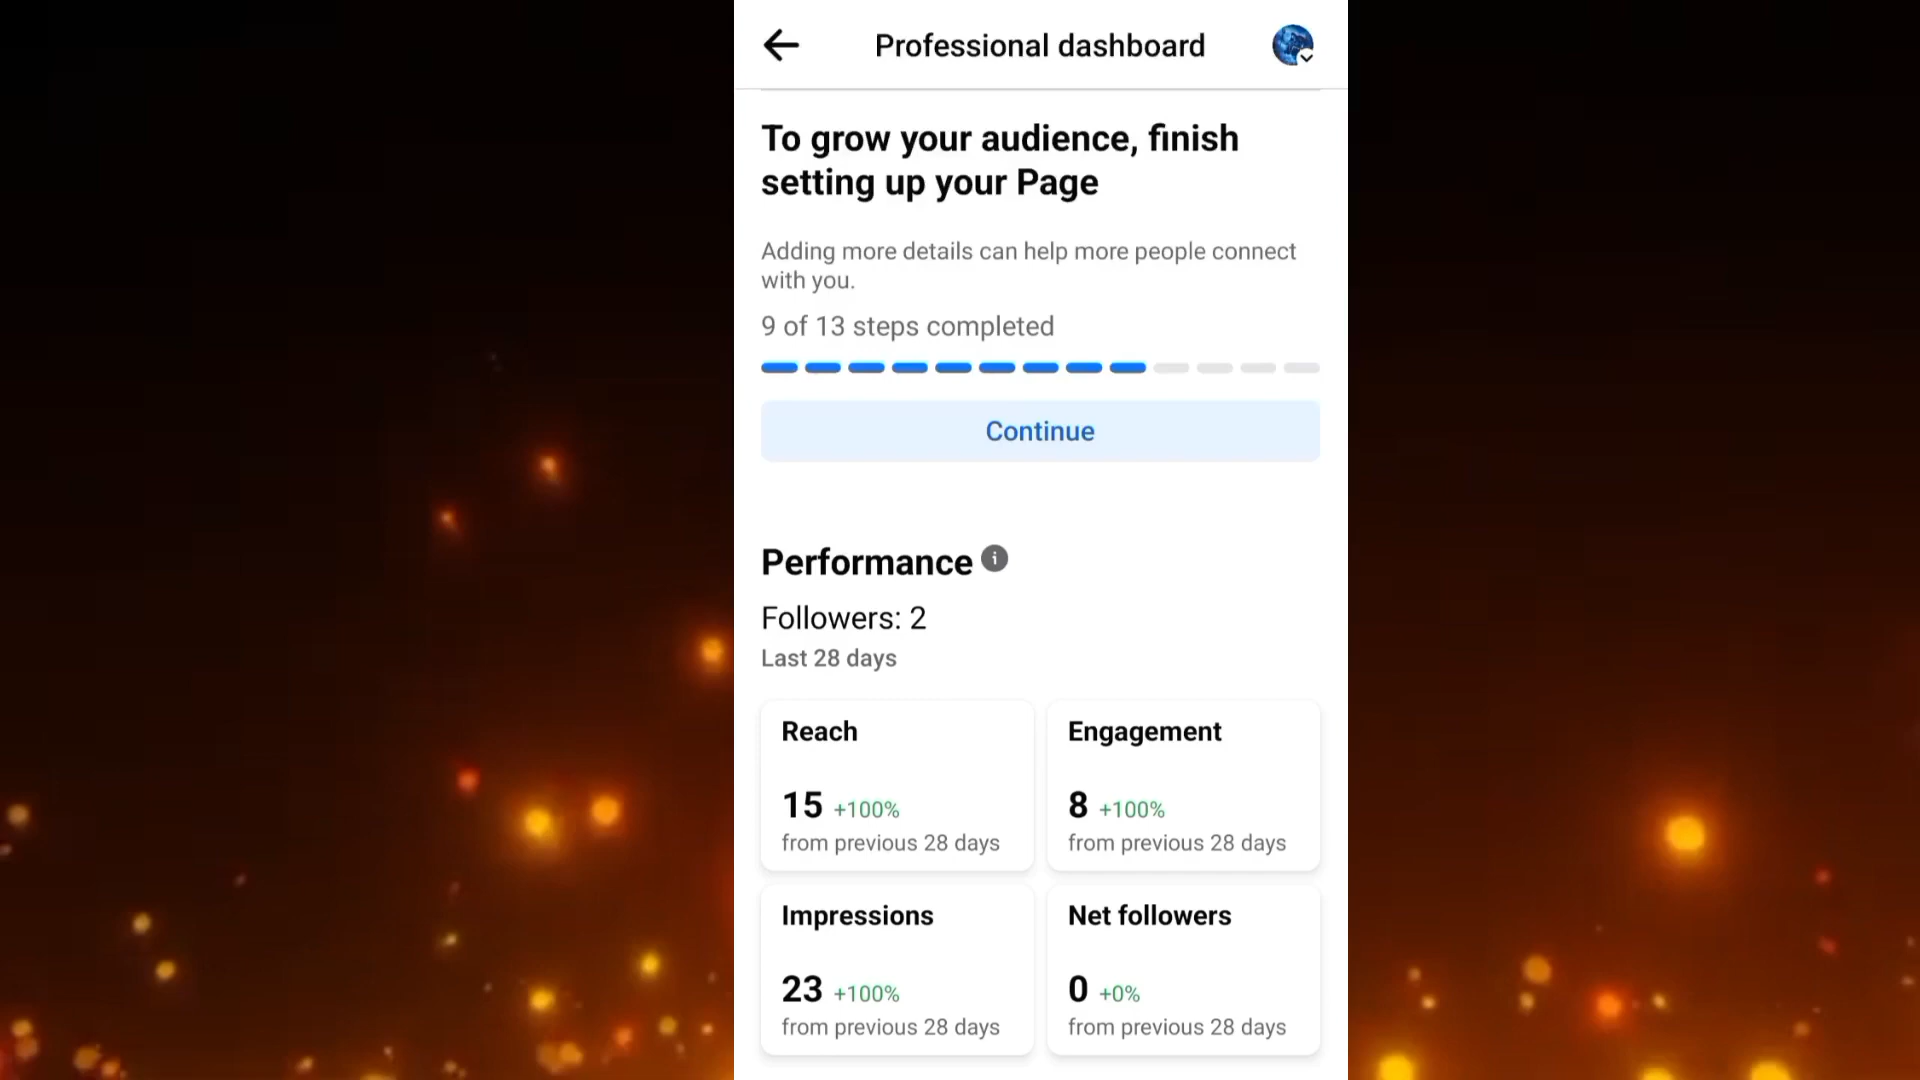 Professional dashboard
To grow your audience, finish
setting up your Page
Adding more details can help more people connect
with you.
9 of 13 steps completed
Continue
Performance
Followers: 2
Last 28 days
Reach
15 +100%
from previous 28 days
Engagement
8 +100%
from previous 28 days
Impressions
23 +100%
from previous 28 days
Net followers
0 +0%
from previous 28 days